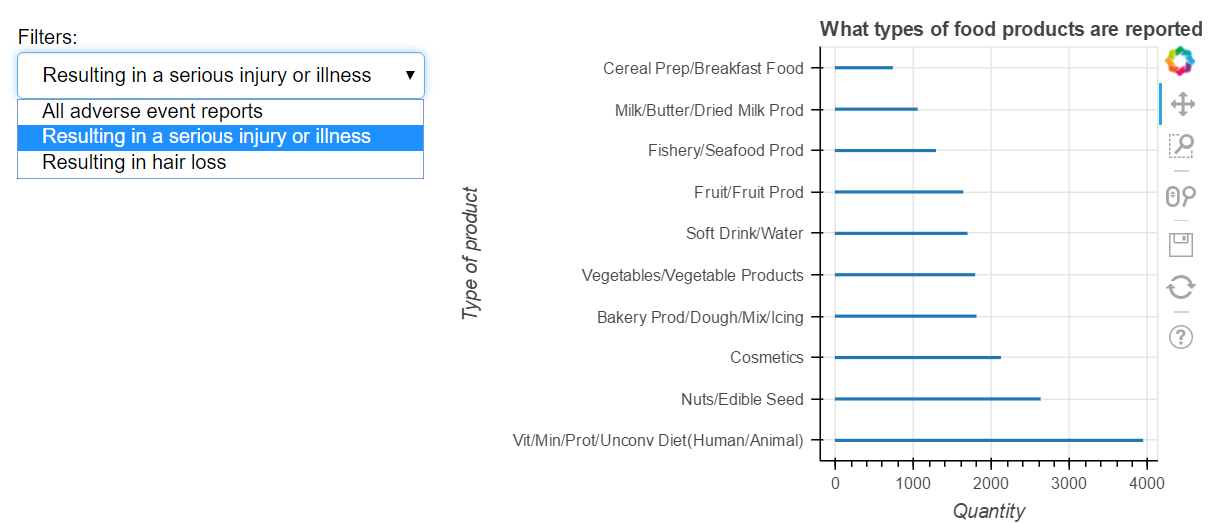 Filters:
Resulting in a serious injury or illness
All adverse event reports
Resulting in a serious injury or illness
Resulting in hair loss
What types of food products are reported
Type of product
Cereal Prep/Breakfast Food
Milk/Butter/Dried Milk Prod
Fishery/Seafood Prod
Fruit/Fruit Prod
Soft Drink/Water
Vegetables/Vegetable Products
Bakery Prod/Dough/Mix/Icing
Cosmetics
Nuts/Edible Seed
Vit/Min/Prot/Unconv Diet(Human/Animal)
0 1000 2000 3000 4000
Quantity
?